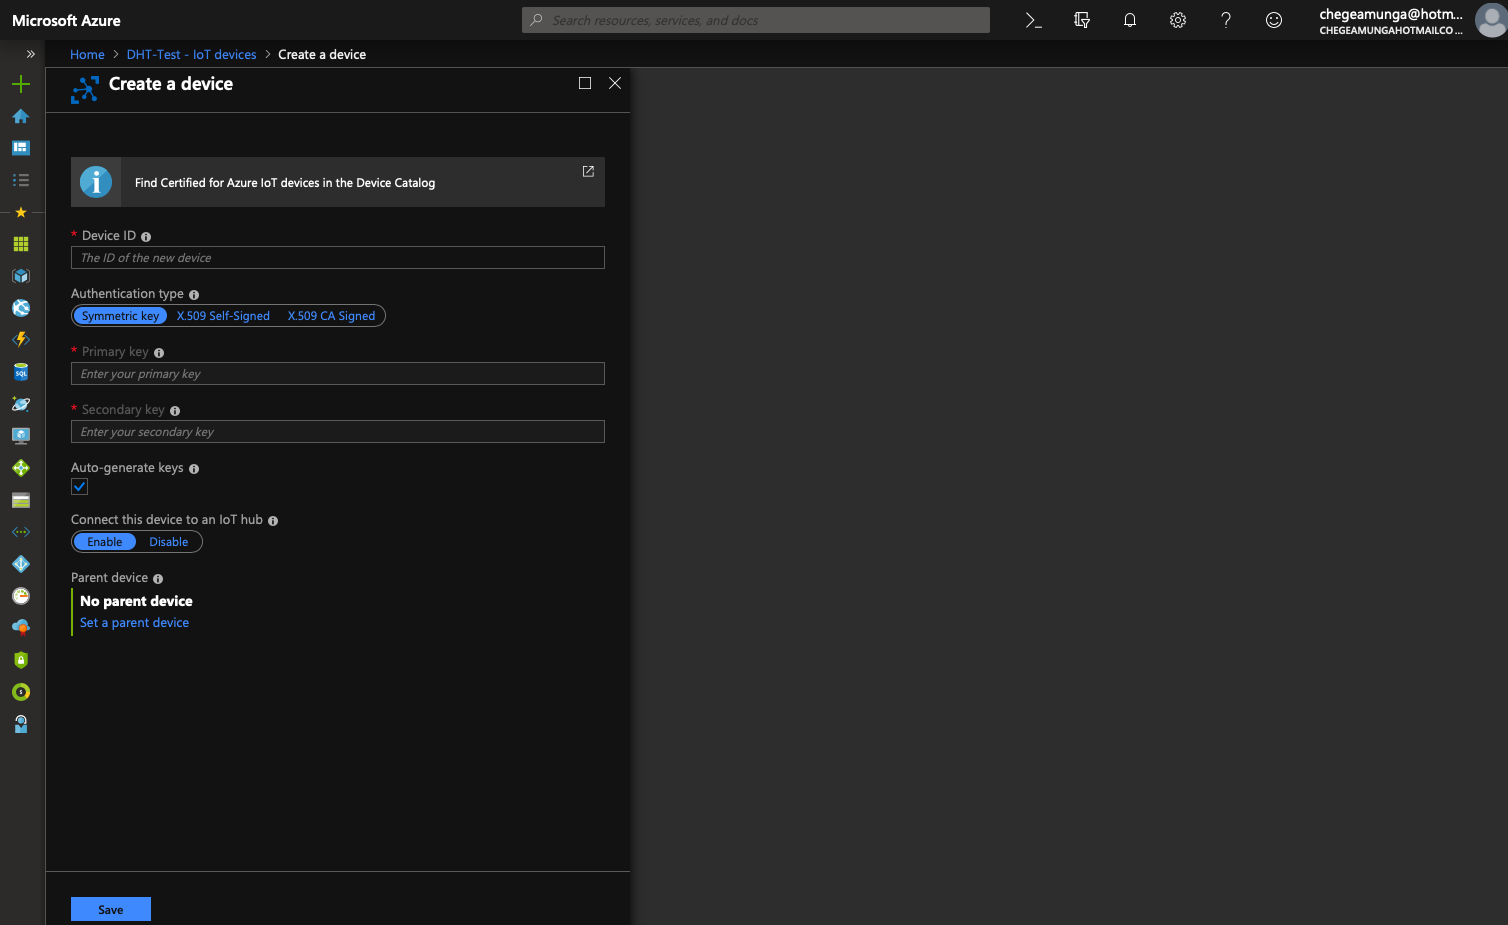 Microsoft Azure
Search resources, services, and docs
chegeamunga@hotm...
CHEGEAMUNGAHOTMAILCO ...
Home > DHT-Test - IoT devices > Create a device
Create a device
Find Certified for Azure IoT devices in the Device Catalog
* Device ID
The ID of the new device
Authentication type
Symmetric key X.509 Self-Signed X.509 CA Signed
* Primary key
Enter your primary key
* Secondary key
Enter your secondary key
Auto-generate keys
Connect this device to an IoT hub
Enable Disable
Parent device
No parent device
Set a parent device
Save